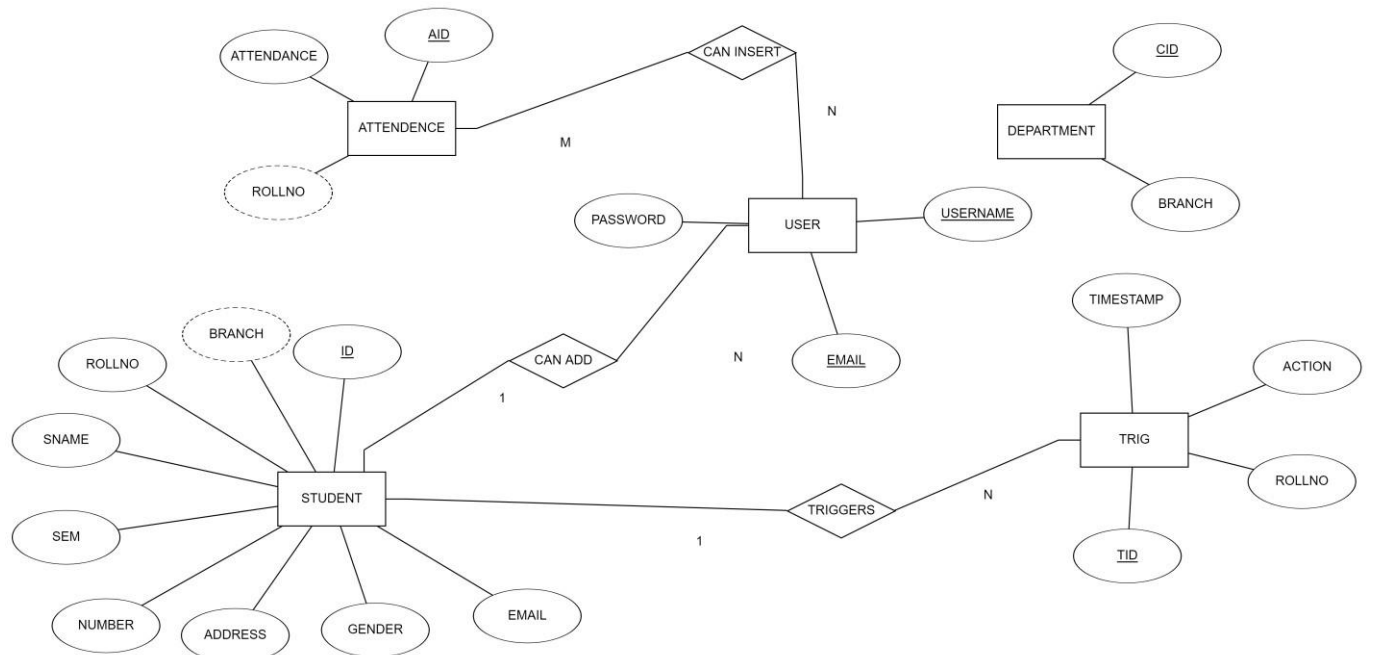 AID
ATTENDANCE
CAN INSERT
CID
ATTENDENCE
DEPARTMENT
M
N
ROLLNO
PASSWORD
USER
USERNAME
BRANCH
TIMESTAMP
BRANCH
ID
ROLLNO
CAN ADD
N
EMAIL
ACTION
1
SNAME
TRIG
STUDENT
TRIGGERS
N
ROLLNO
SEM
1
TID
NUMBER
ADDRESS
GENDER
EMAIL